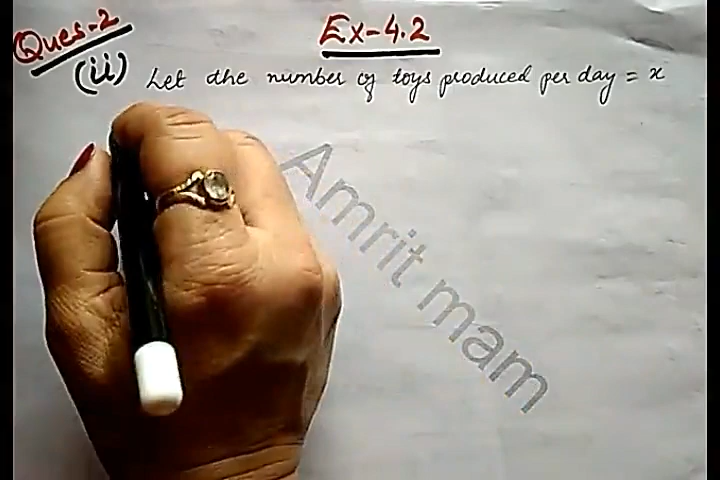 Ques-2
Ex-4.2
(ii) Let the number of toys produced per day = x
Amrit mam